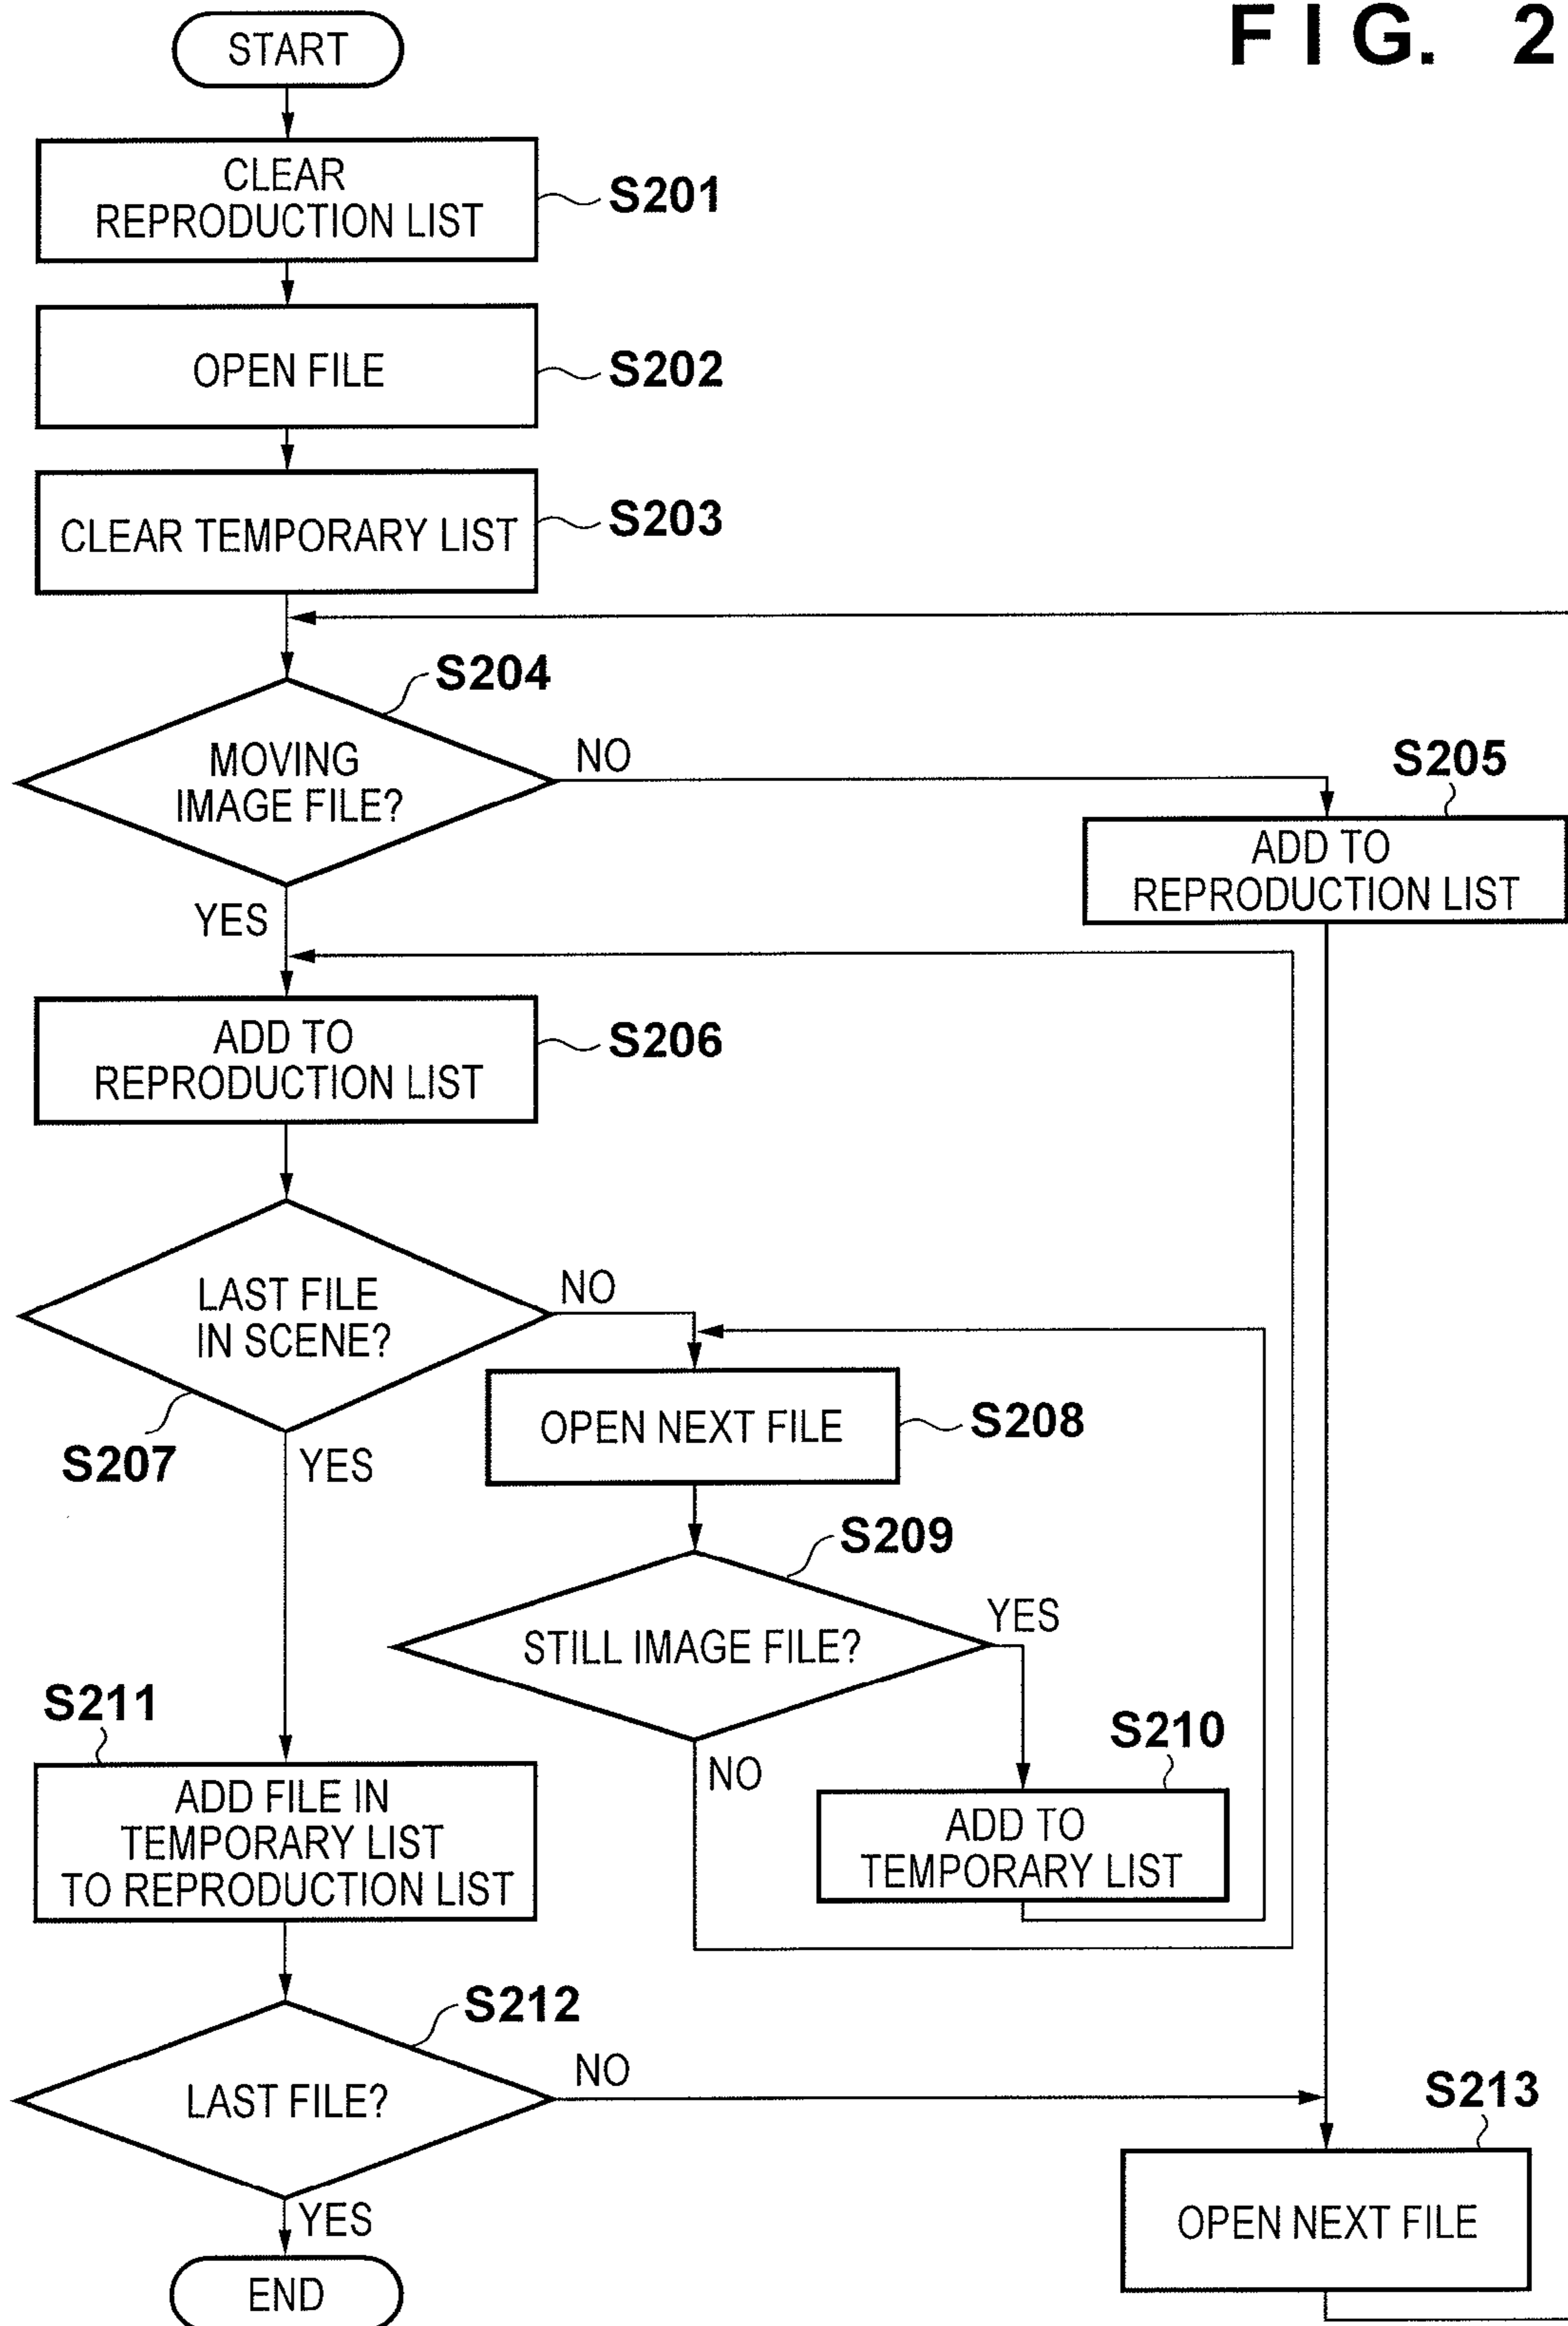 FIG. 2
START
CLEAR
REPRODUCTION LIST
S201
OPEN FILE
S202
CLEAR TEMPORARY LIST
S203
S204
MOVING
IMAGE FILE?
NO
YES
S205
ADD TO
REPRODUCTION LIST
ADD TO
REPRODUCTION LIST
S206
LAST FILE
IN SCENE?
NO
S207
YES
OPEN NEXT FILE
S208
S209
STILL IMAGE FILE?
YES
NO
S210
ADD TO
TEMPORARY LIST
S211
ADD FILE IN
TEMPORARY LIST
TO REPRODUCTION LIST
S212
LAST FILE?
NO
YES
S213
OPEN NEXT FILE
END